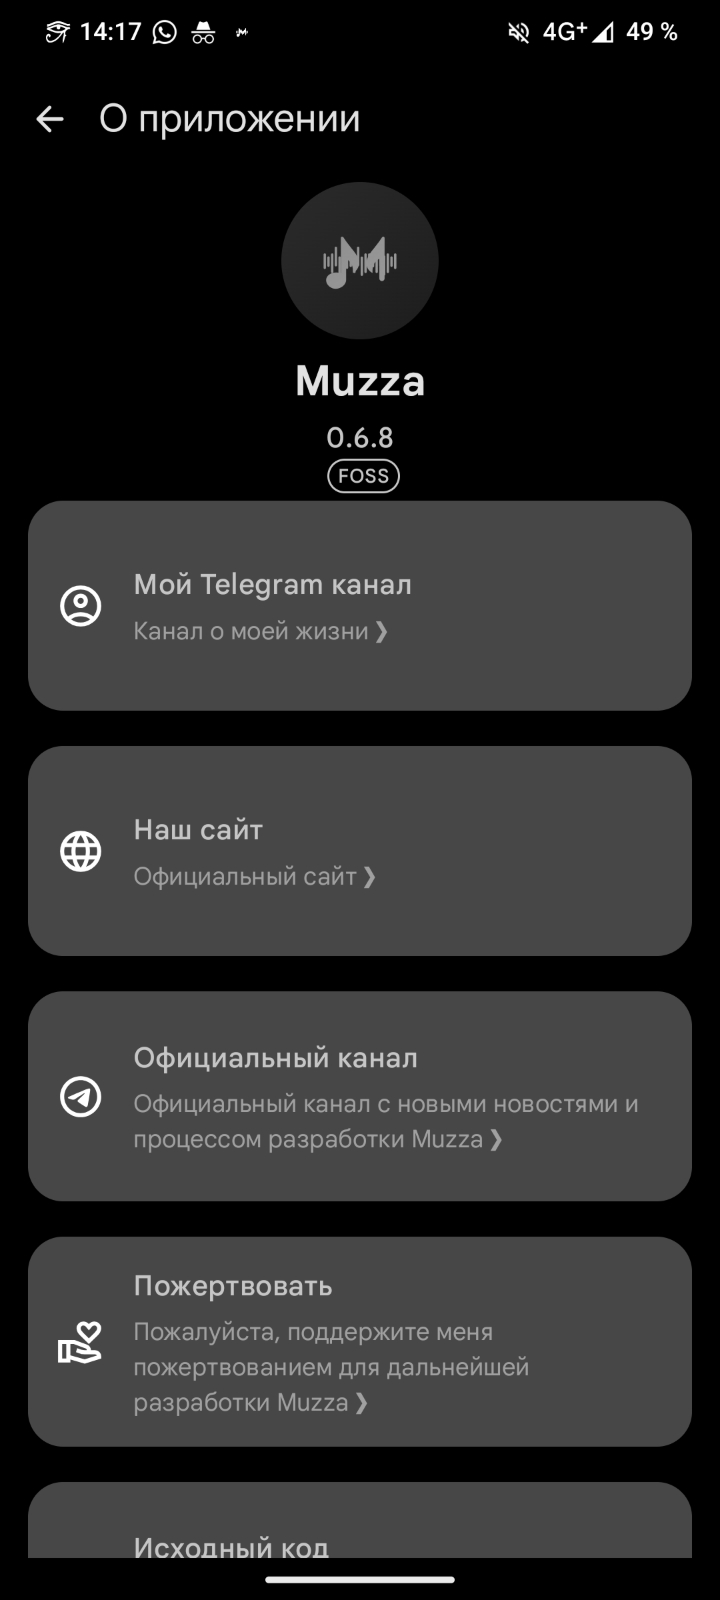 14:17 4G+ 49 %
О приложении
Muzza
0.6.8
FOSS
Мой Telegram канал
Канал о моей жизни ❯
Наш сайт
Официальный сайт ❯
Официальный канал
Официальный канал с новыми новостями и
процессом разработки Muzza ❯
Пожертвовать
Пожалуйста, поддержите меня
пожертвованием для дальнейшей
разработки Muzza ❯
Исходный код